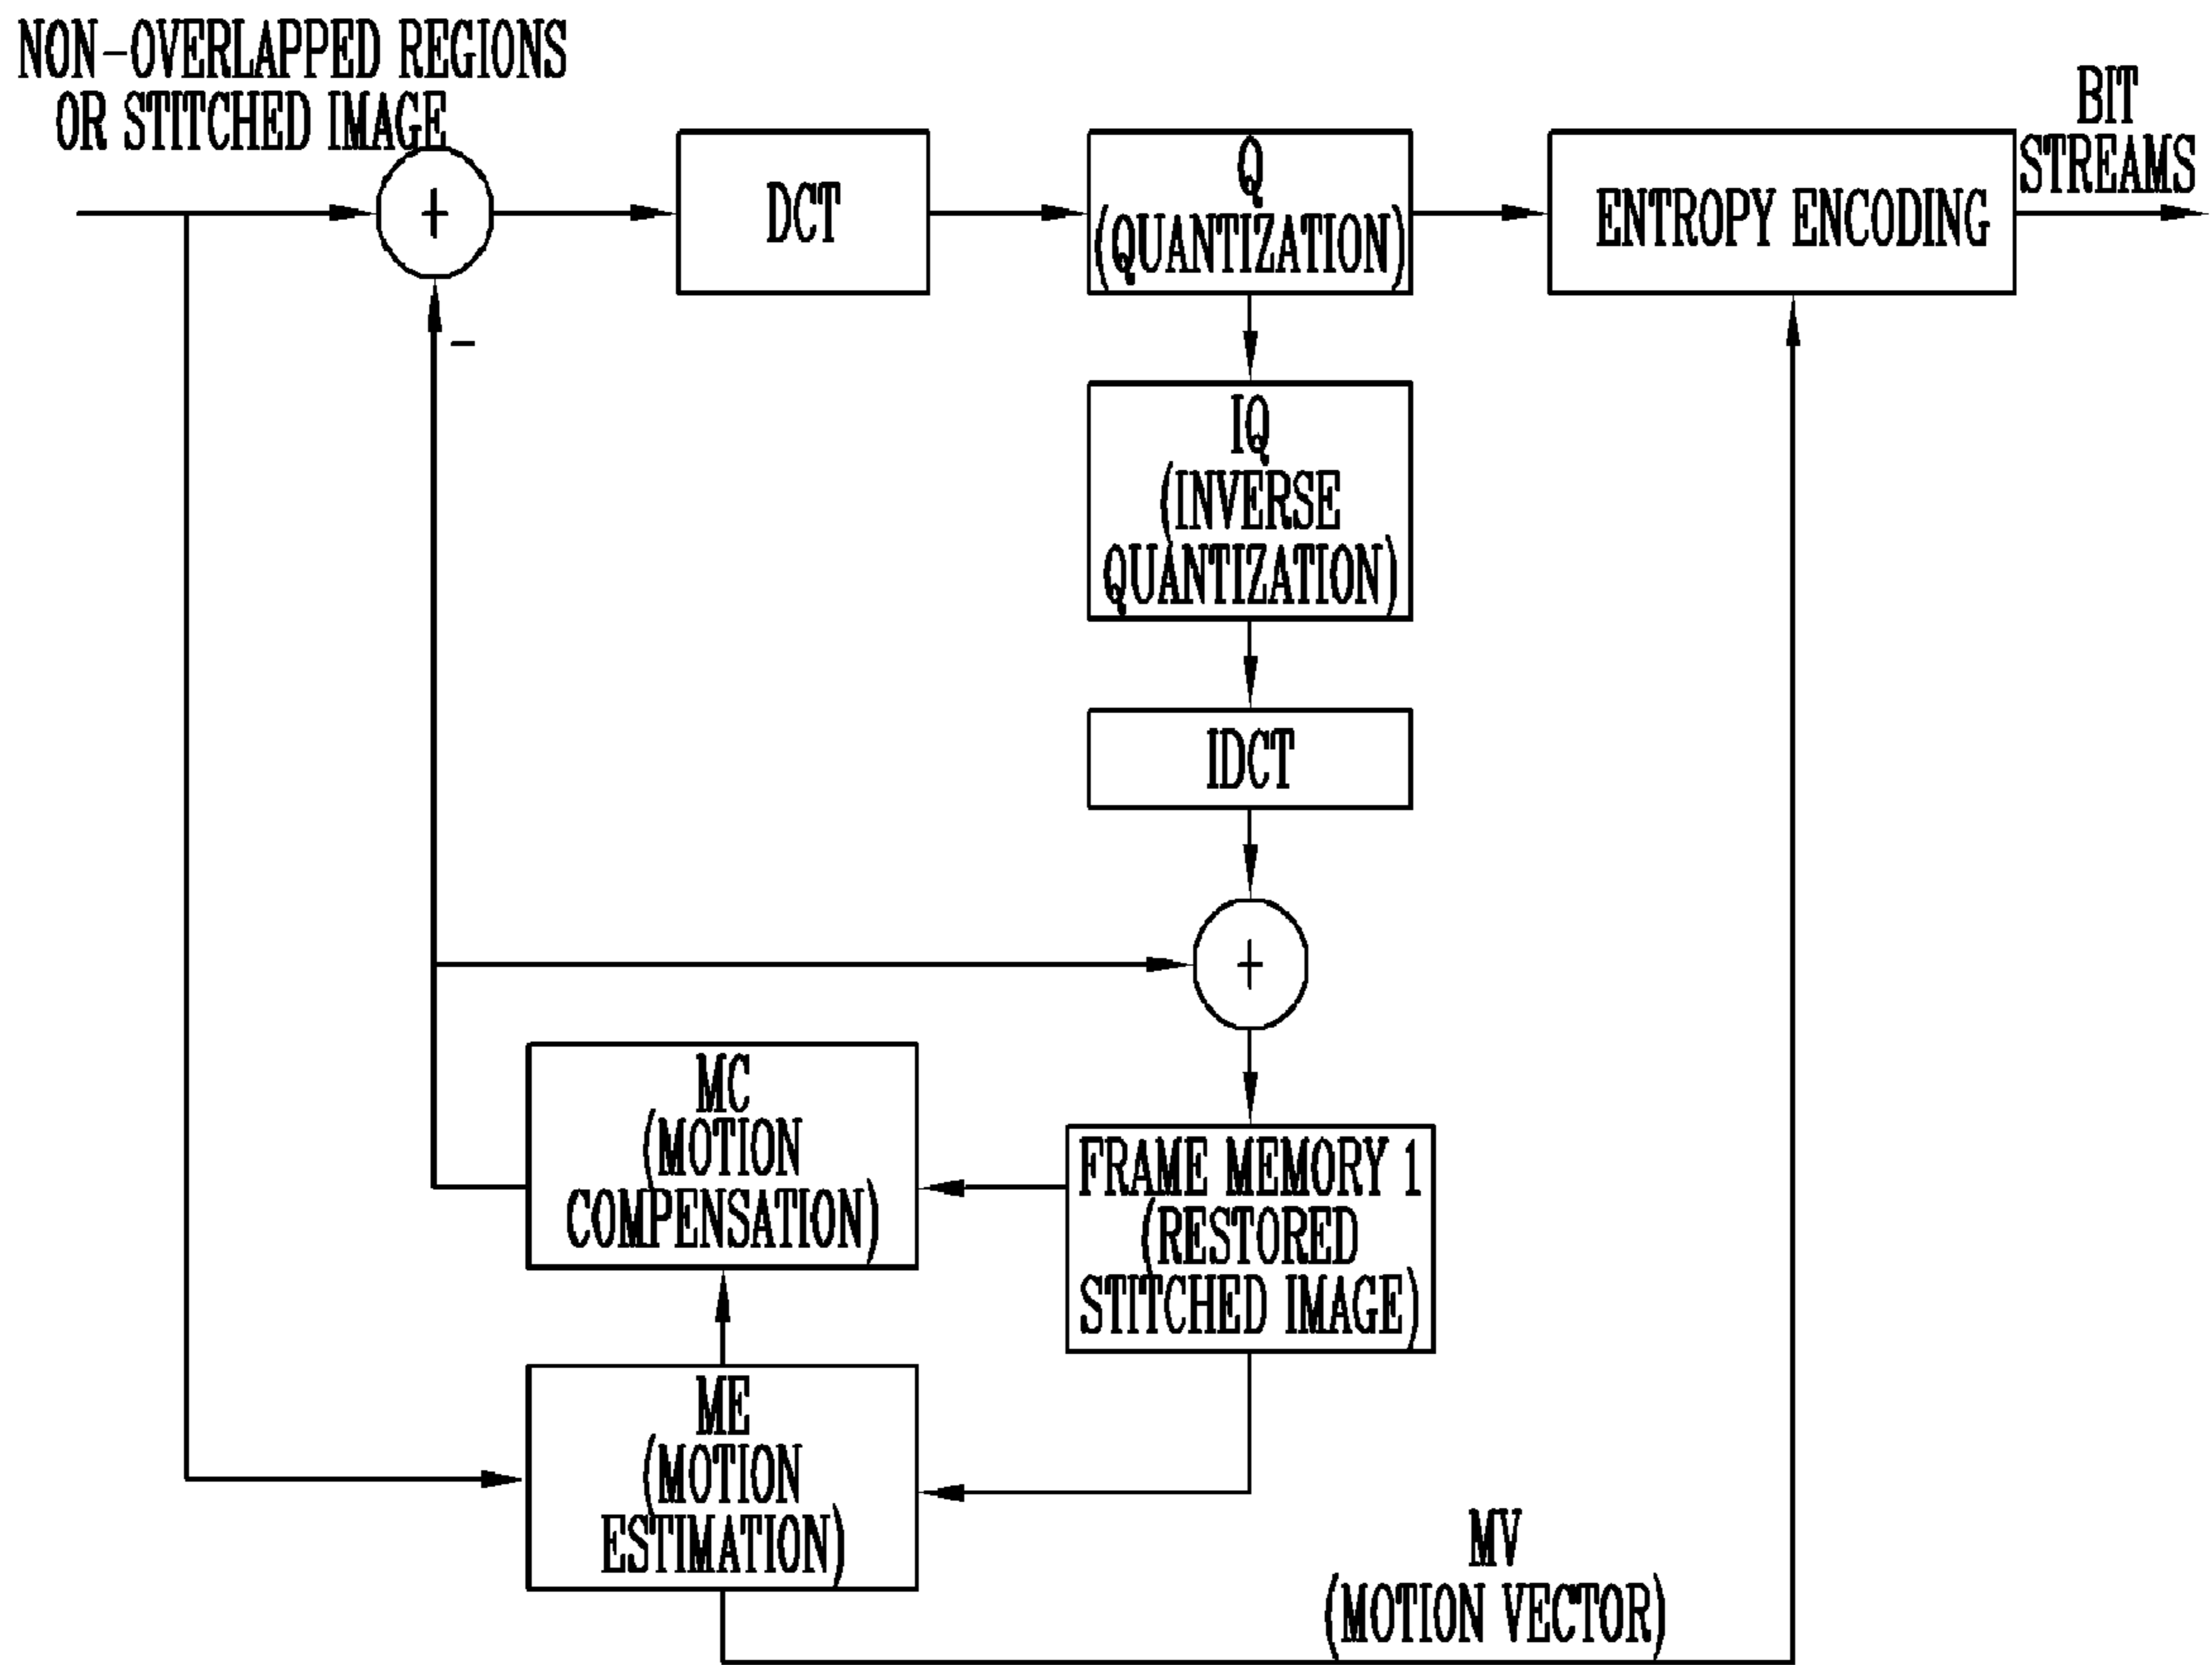 NON-OVERLAPPED REGIONS
OR STITCHED IMAGE
BIT
STREAMS
+
DCT
Q
(QUANTIZATION)
ENTROPY ENCODING
-
IQ
(INVERSE
QUANTIZATION)
IDCT
+
MC
(MOTION
COMPENSATION)
FRAME MEMORY 1
(RESTORED
STITCHED IMAGE)
ME
(MOTION
ESTIMATION)
MV
(MOTION VECTOR)